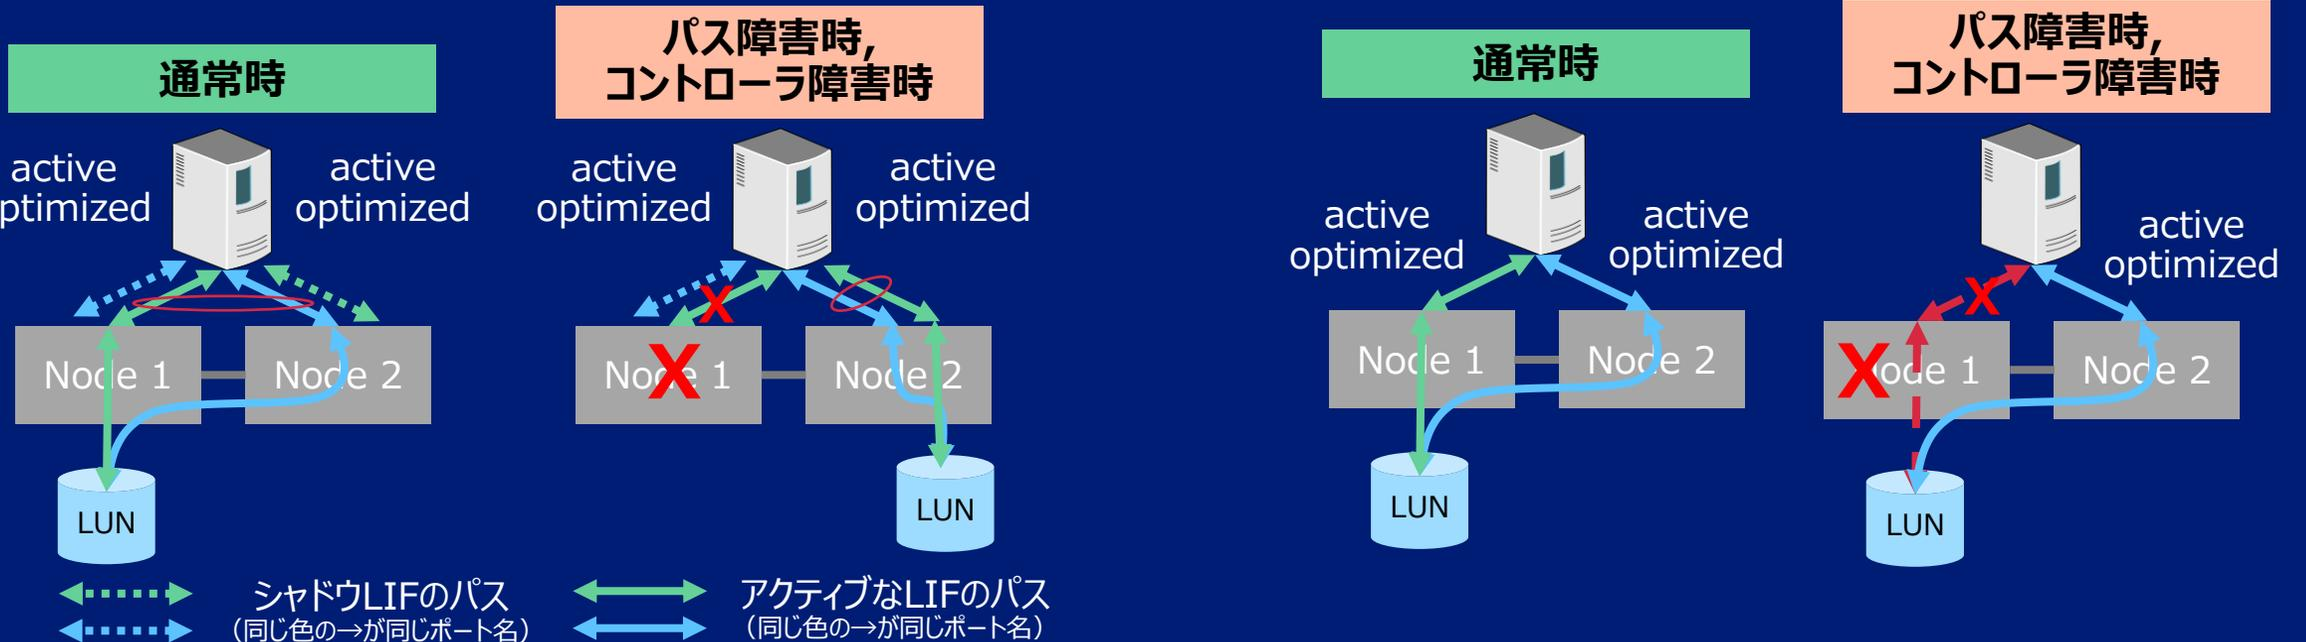 通常時
パス障害時,
コントローラ障害時
active
ptimized
active
optimized
active
optimized
active
optimized
Node 1
Node 2
X
X
Node 1
Node 2
LUN
LUN
シャドウLIFのパス
（同じ色の→が同じポート名）
アクティブなLIFのパス
（同じ色の→が同じポート名）
通常時
パス障害時,
コントローラ障害時
active
optimized
active
optimized
active
optimized
Node 1
Node 2
X
X
ode 1
Node 2
LUN
LUN